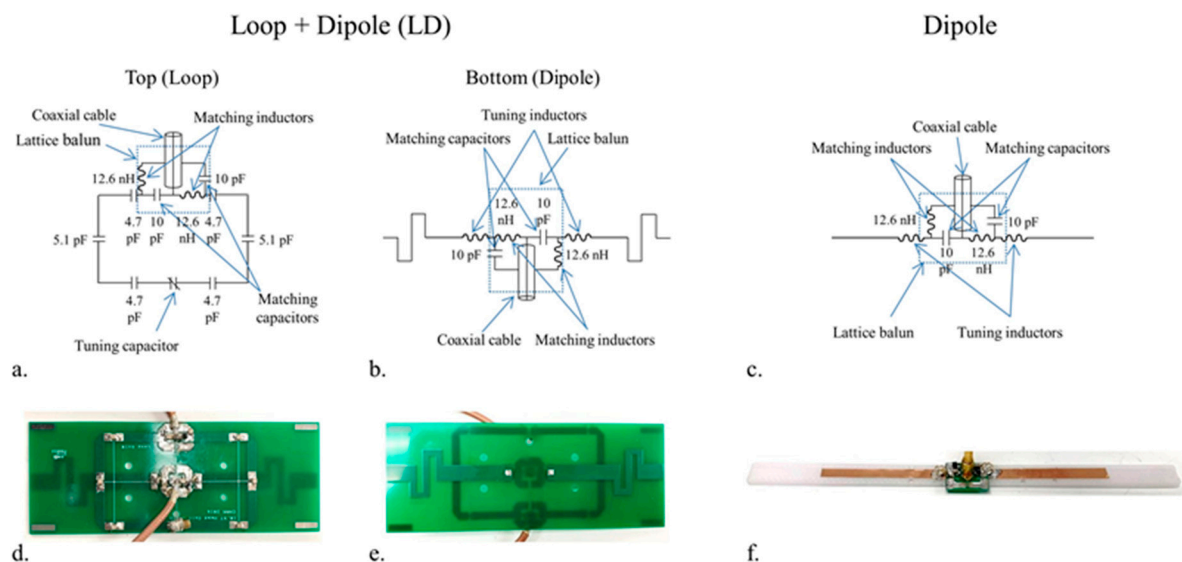 Loop + Dipole (LD)
Dipole
Top (Loop)
Coaxial cable
Matching inductors
Lattice balun
12.6 nH
10 pF
4.7
pF
10
pF
12.6
nH
4.7
pF
5.1 pF
5.1 pF
4.7
pF
4.7
pF
Matching
capacitors
Tuning capacitor
a.
Bottom (Dipole)
Tuning inductors
Matching capacitors
Lattice balun
12.6
nH
10
pF
10 pF
12.6 nH
Coaxial cable
Matching inductors
b.
Coaxial cable
Matching inductors
Matching capacitors
12.6 nH
10 pF
10
pF
12.6
nH
Lattice balun
Tuning inductors
c.
d.
e.
f.